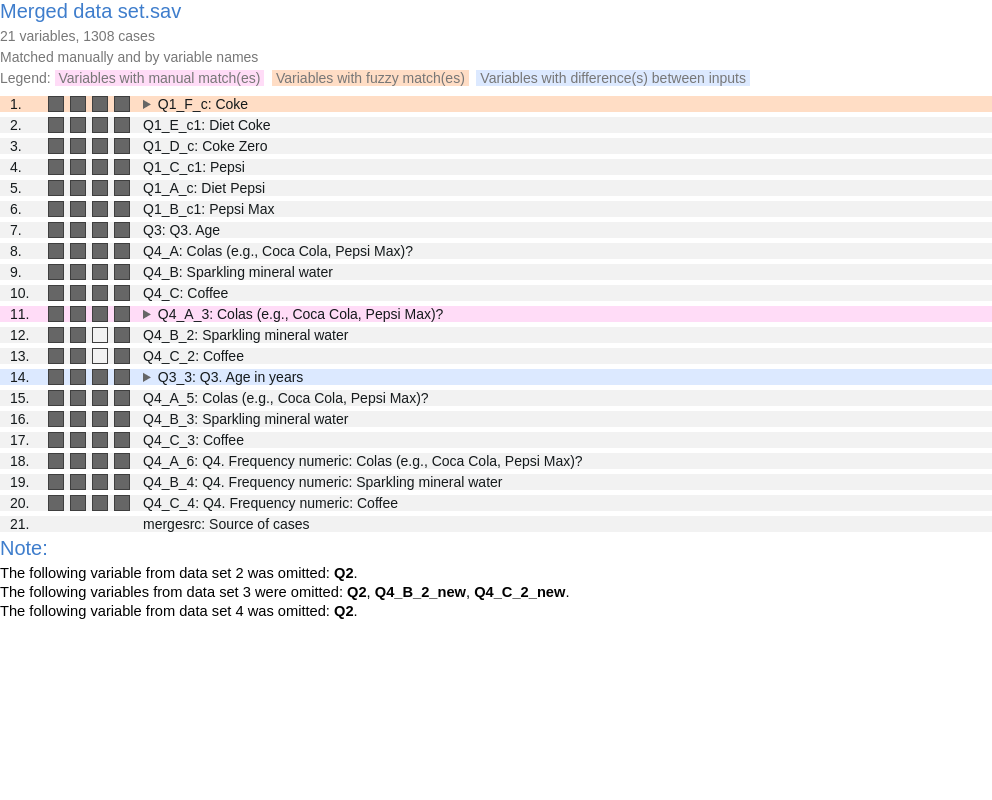 Merged data set.sav
21 variables, 1308 cases
Matched manually and by variable names
Legend: Variables with manual match(es) Variables with fuzzy match(es) Variables with difference(s) between inputs
1. Q1_F_c: Coke
2. Q1_E_c1: Diet Coke
3. Q1_D_c: Coke Zero
4. Q1_C_c1: Pepsi
5. Q1_A_c: Diet Pepsi
6. Q1_B_c1: Pepsi Max
7. Q3: Q3. Age
8. Q4_A: Colas (e.g., Coca Cola, Pepsi Max)?
9. Q4_B: Sparkling mineral water
10. Q4_C: Coffee
11. Q4_A_3: Colas (e.g., Coca Cola, Pepsi Max)?
12. Q4_B_2: Sparkling mineral water
13. Q4_C_2: Coffee
14. Q3_3: Q3. Age in years
15. Q4_A_5: Colas (e.g., Coca Cola, Pepsi Max)?
16. Q4_B_3: Sparkling mineral water
17. Q4_C_3: Coffee
18. Q4_A_6: Q4. Frequency numeric: Colas (e.g., Coca Cola, Pepsi Max)?
19. Q4_B_4: Q4. Frequency numeric: Sparkling mineral water
20. Q4_C_4: Q4. Frequency numeric: Coffee
21. mergesrc: Source of cases
Note:
The following variable from data set 2 was omitted: Q2.
The following variables from data set 3 were omitted: Q2, Q4_B_2_new, Q4_C_2_new.
The following variable from data set 4 was omitted: Q2.